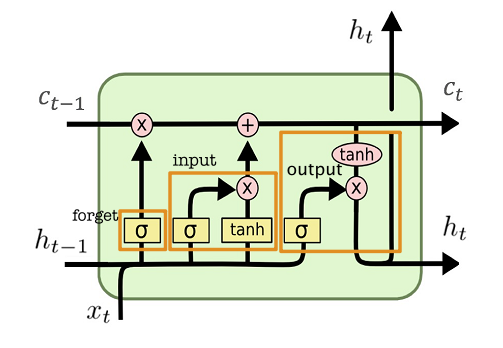 h_t
c_{t-1}
c_t
x
+
input
tanh
output
x
x
forget
σ
σ
tanh
σ
h_{t-1}
h_t
x_t